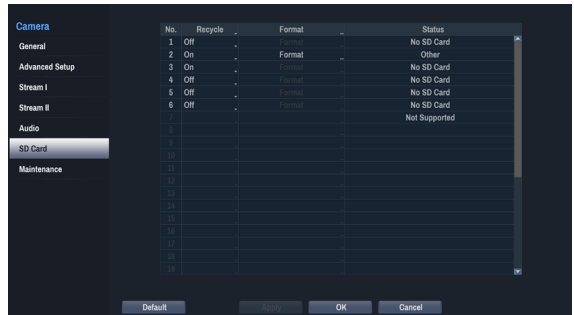 Camera
General
Advanced Setup
Stream I
Stream II
Audio
SD Card
Maintenance
No. Recycle Format Status
1 Off Format No SD Card
2 On Format Other
3 On Format No SD Card
4 Off Format No SD Card
5 Off Format No SD Card
6 Off Format No SD Card
7 Not Supported
8
9
10
11
12
13
14
15
16
17
18
19
Default Apply OK Cancel